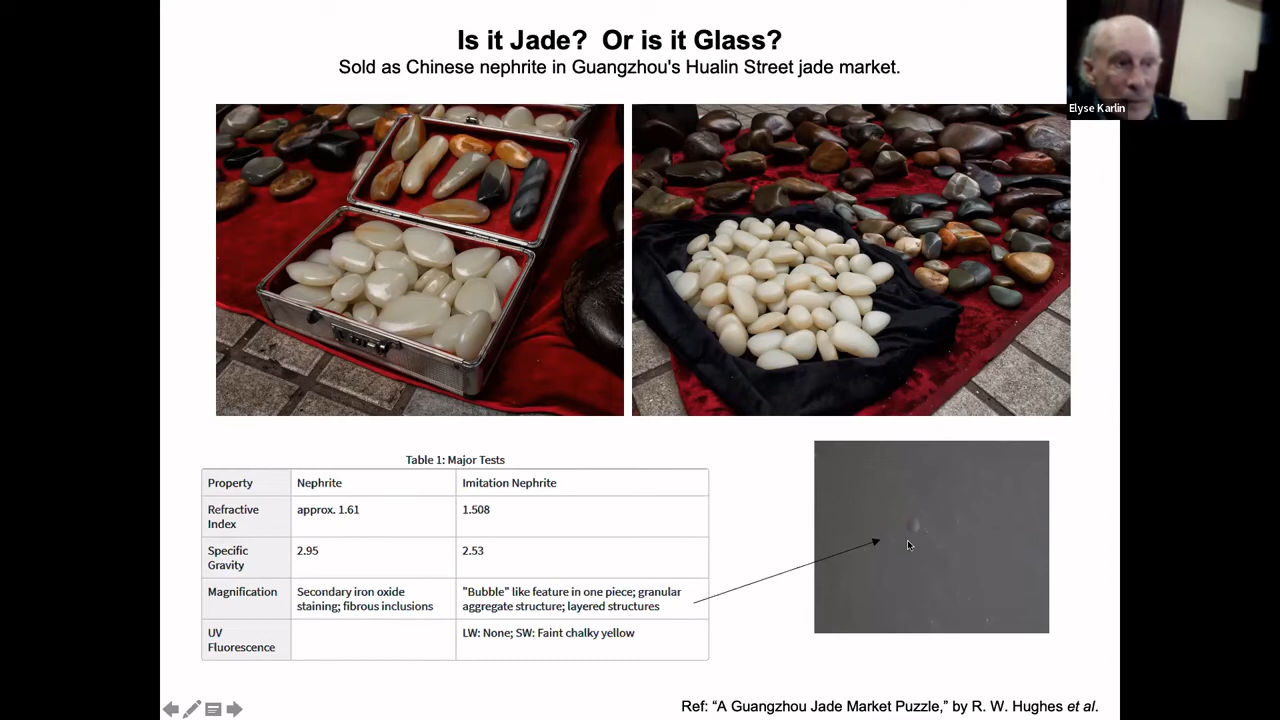 Is it Jade?  Or is it Glass?
Sold as Chinese nephrite in Guangzhou's Hualin Street jade market.
Elyse Karlin
Table 1: Major Tests
Property Nephrite Imitation Nephrite
Refractive Index approx. 1.61 1.508
Specific Gravity 2.95 2.53
Magnification Secondary iron oxide staining; fibrous inclusions "Bubble" like feature in one piece; granular aggregate structure; layered structures
UV Fluorescence LW: None; SW: Faint chalky yellow
Ref: “A Guangzhou Jade Market Puzzle,” by R. W. Hughes et al.